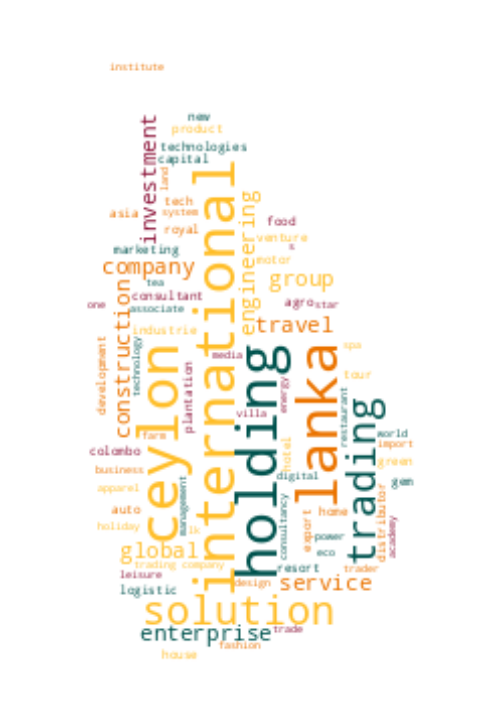 institute
new
product
investment
technologies
capital
land
international
tech
asia
system
engineering
food
royal
venture
s
marketing
motor
company
tea
group
consultant
one
associate
agro
star
construction
travel
industrie
development
technology
ceylon
holding
lanka
spa
media
plantation
energy
tour
restaurant
trading
villa
farm
world
hotel
import
colombo
green
business
digital
gem
management
apparel
distributor
consultancy
auto
home
export
academy
holiday
lk
power
global
eco
trading company
resort
trader
leisure
design
service
logistic
solution
enterprise
trade
fashion
house